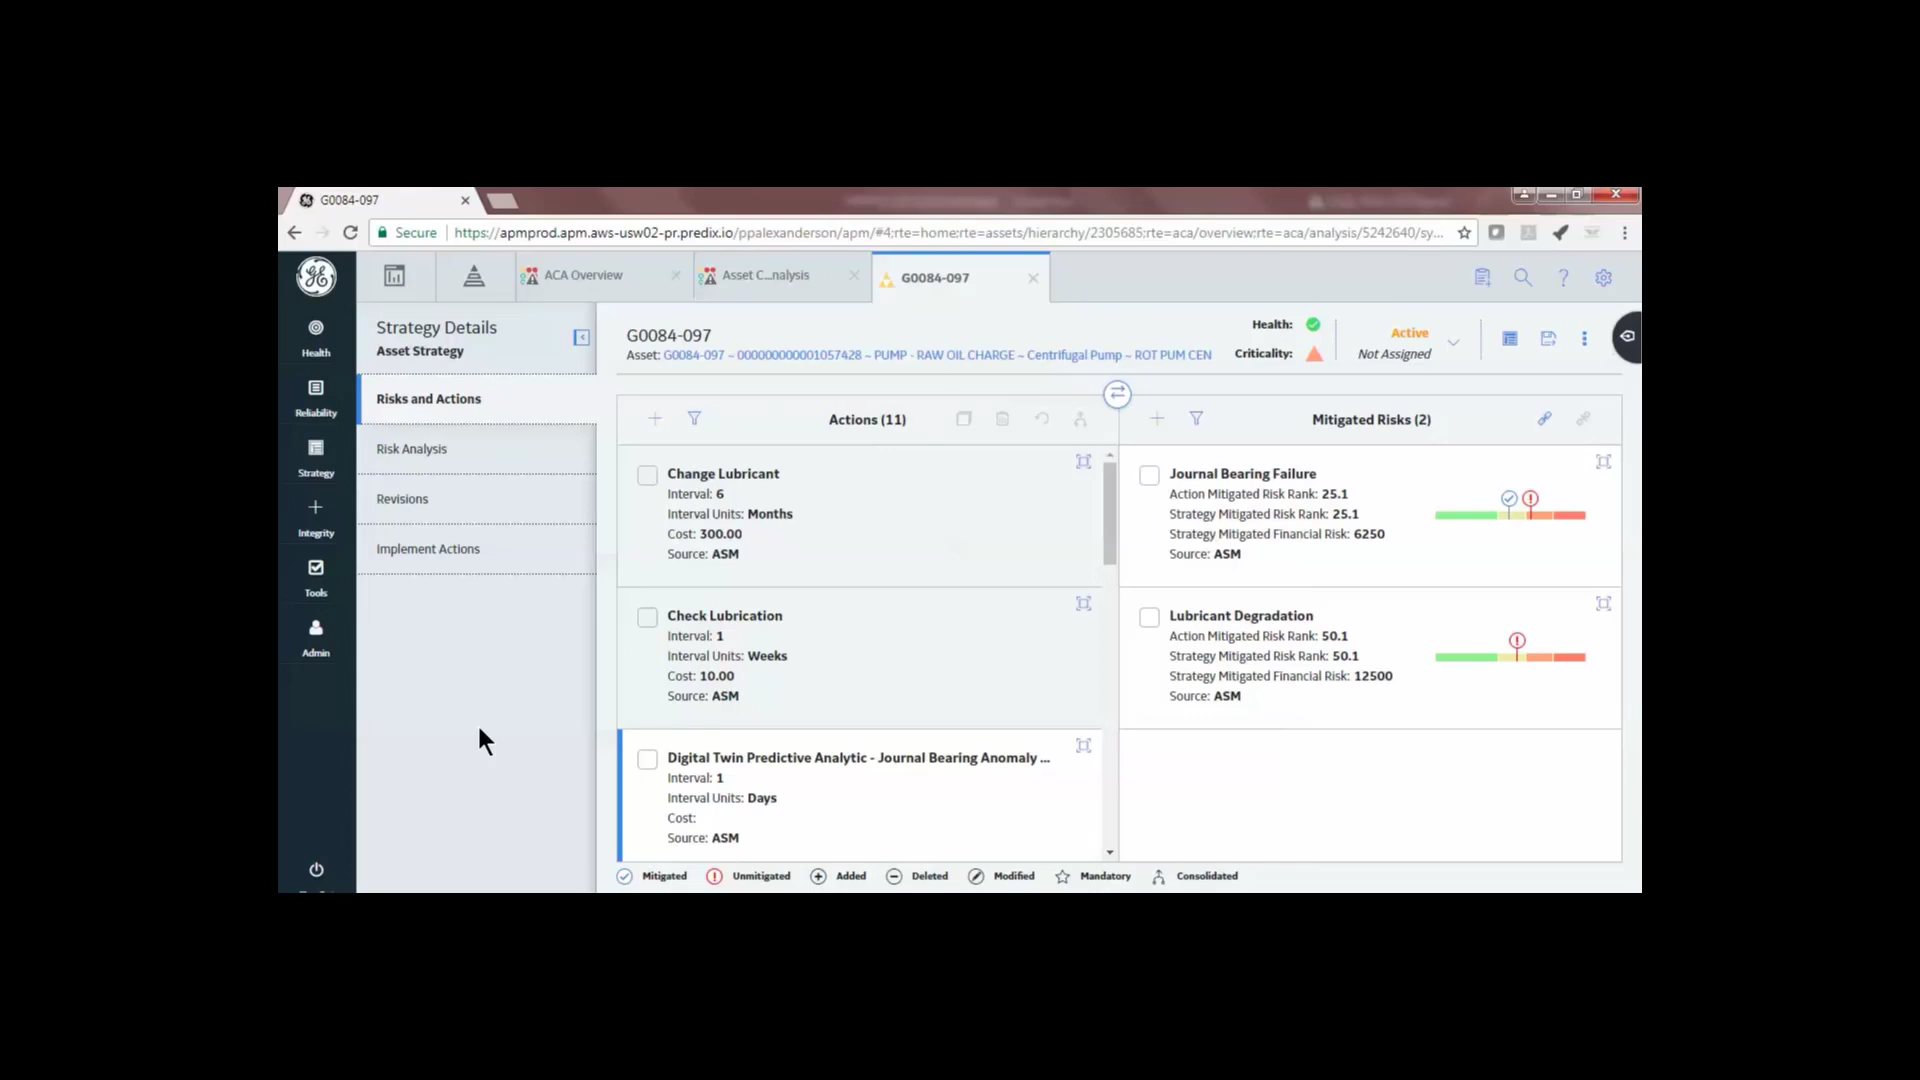 G0084-097
Secure https://apmprod.apm.aws-usw02-pr.predix.io/ppalexanderson/apm/#4;rte=home;rte=assets/hierarchy/2305685;rte=aca/overview;rte=aca/analysis/5242640/sy...
ACA Overview
Asset C...nalysis
G0084-097
Health
Reliability
Strategy
Integrity
Tools
Admin
Strategy Details
Asset Strategy
Risks and Actions
Risk Analysis
Revisions
Implement Actions
G0084-097
Asset: G0084-097 ~ 000000000001057428 ~ PUMP - RAW OIL CHARGE ~ Centrifugal Pump ~ ROT PUM CEN
Health:
Criticality:
Active
Not Assigned
Actions (11)
Change Lubricant
Interval: 6
Interval Units: Months
Cost: 300.00
Source: ASM
Check Lubrication
Interval: 1
Interval Units: Weeks
Cost: 10.00
Source: ASM
Digital Twin Predictive Analytic - Journal Bearing Anomaly ...
Interval: 1
Interval Units: Days
Cost:
Source: ASM
Mitigated Risks (2)
Journal Bearing Failure
Action Mitigated Risk Rank: 25.1
Strategy Mitigated Risk Rank: 25.1
Strategy Mitigated Financial Risk: 6250
Source: ASM
Lubricant Degradation
Action Mitigated Risk Rank: 50.1
Strategy Mitigated Risk Rank: 50.1
Strategy Mitigated Financial Risk: 12500
Source: ASM
Mitigated Unmitigated Added Deleted Modified Mandatory Consolidated